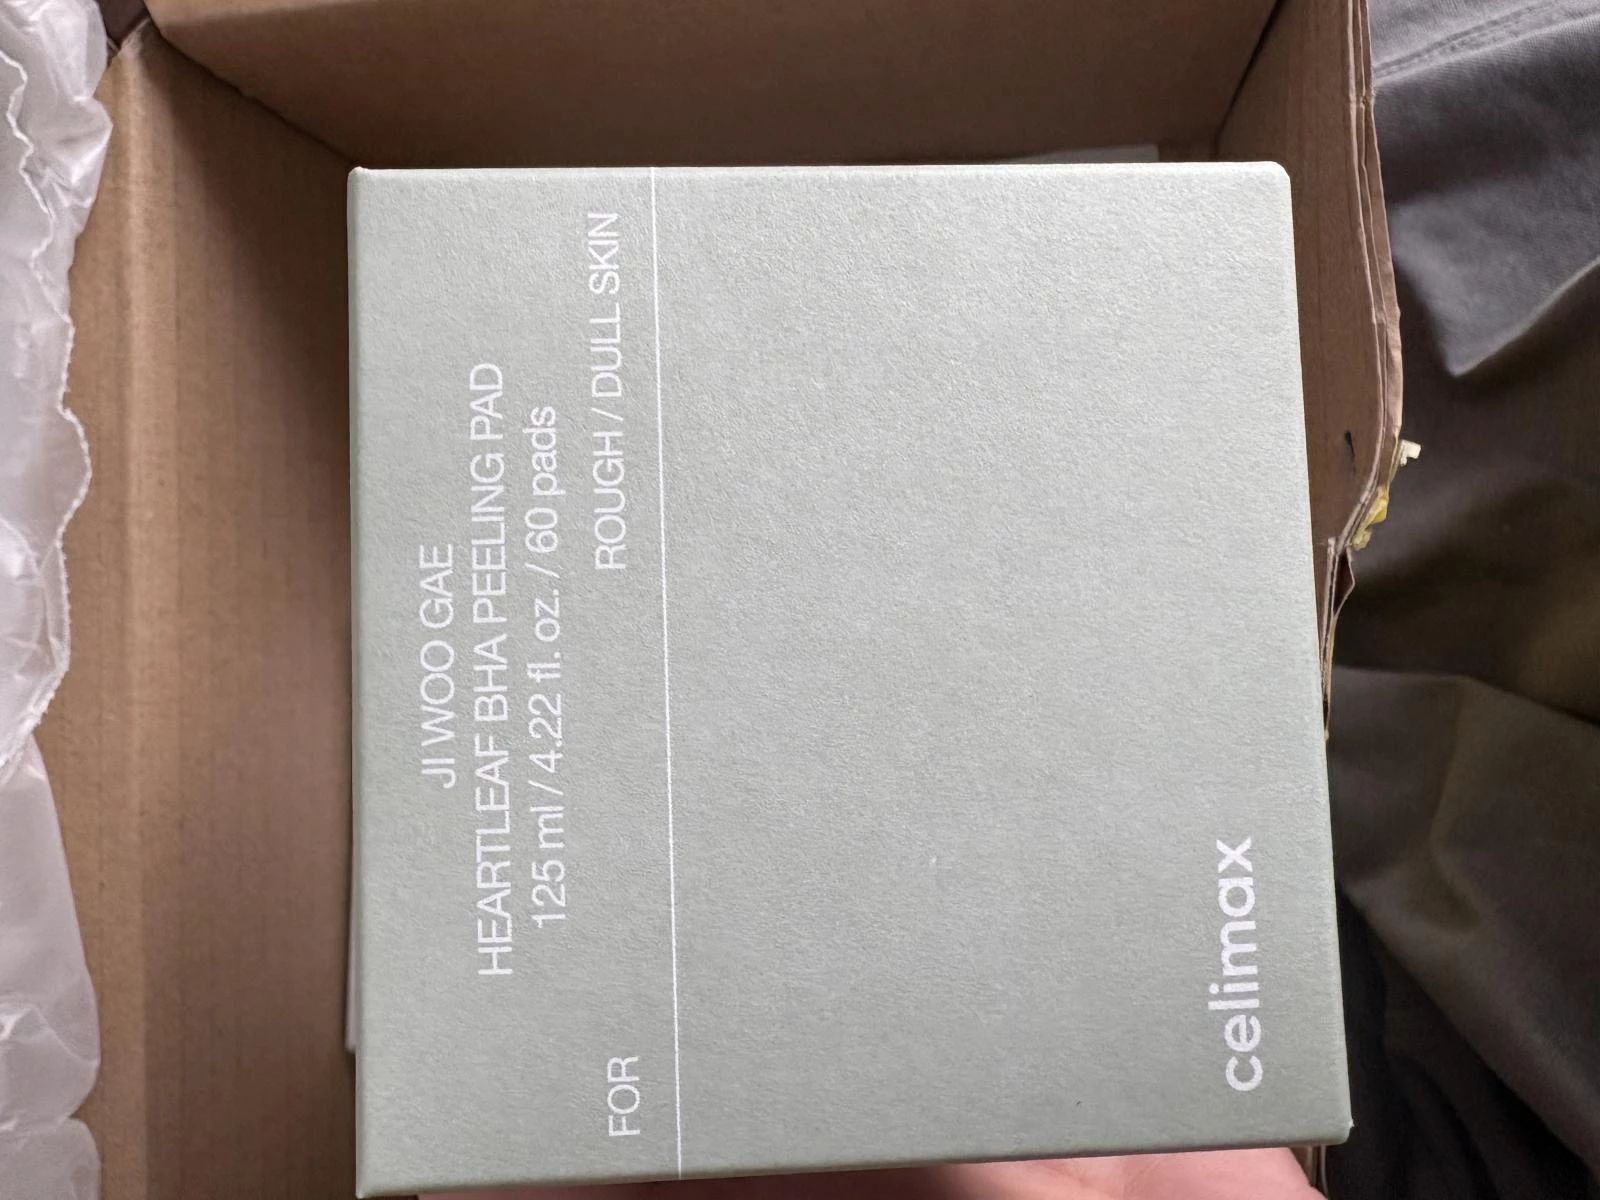 JI WOO GAE
HEARTLEAF BHA PEELING PAD
125 ml / 4.22 fl. oz. / 60 pads
FOR ROUGH / DULL SKIN
celimax